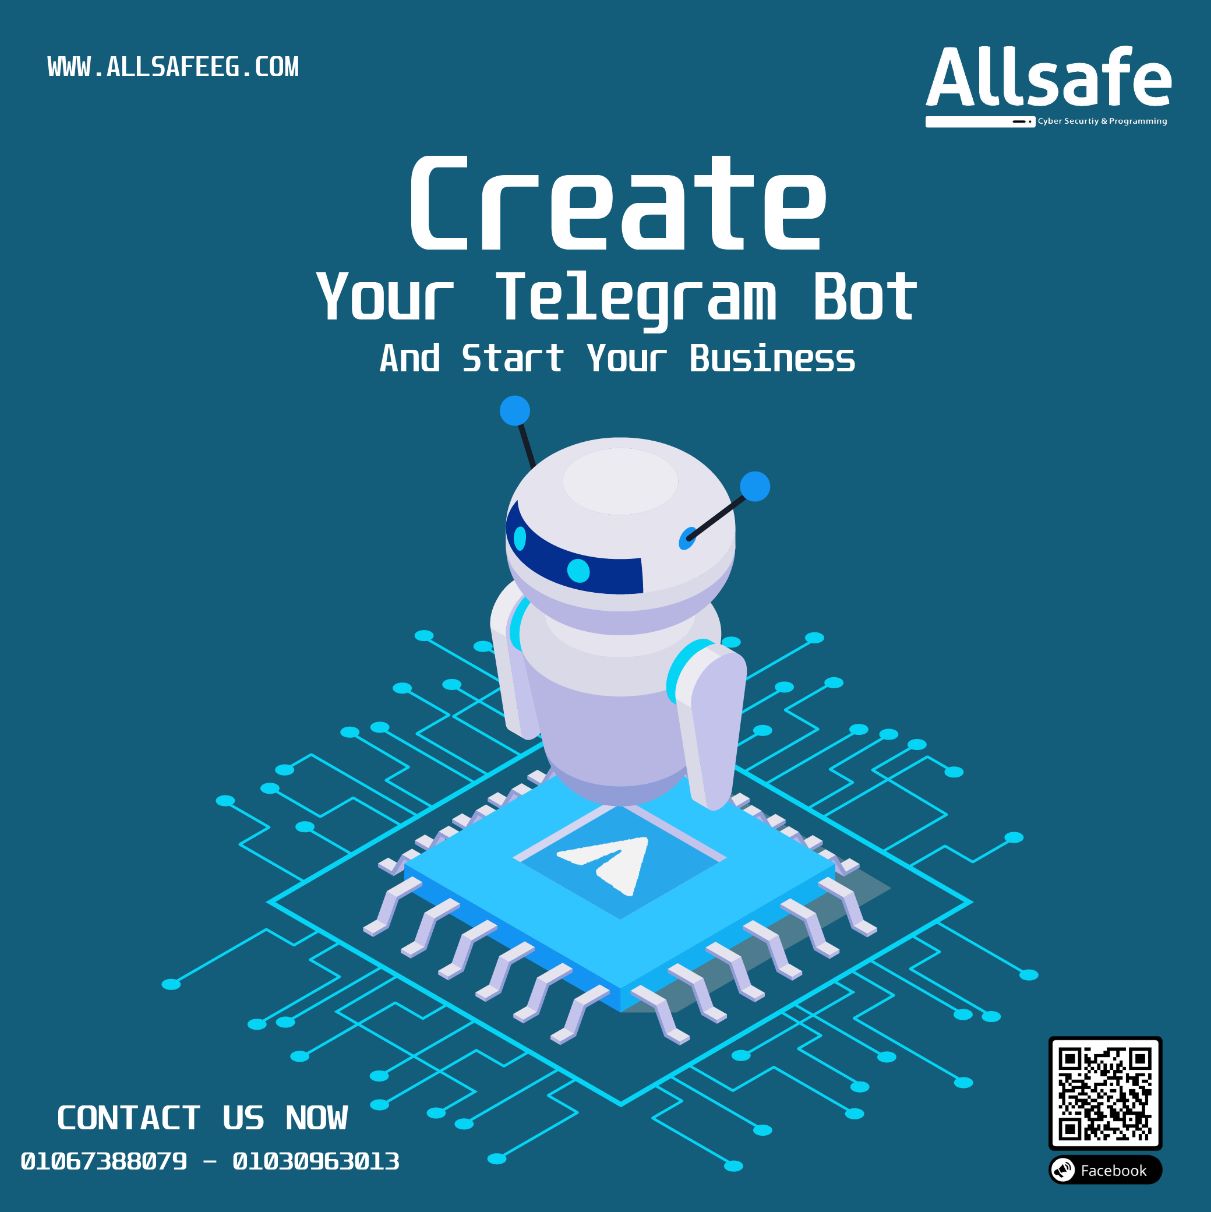 WWW.ALLSAFEEG.COM
Allsafe
Cyber Securtiy & Programming
Create
Your Telegram Bot
And Start Your Business
CONTACT US NOW
01067388079 - 01030963013
Facebook